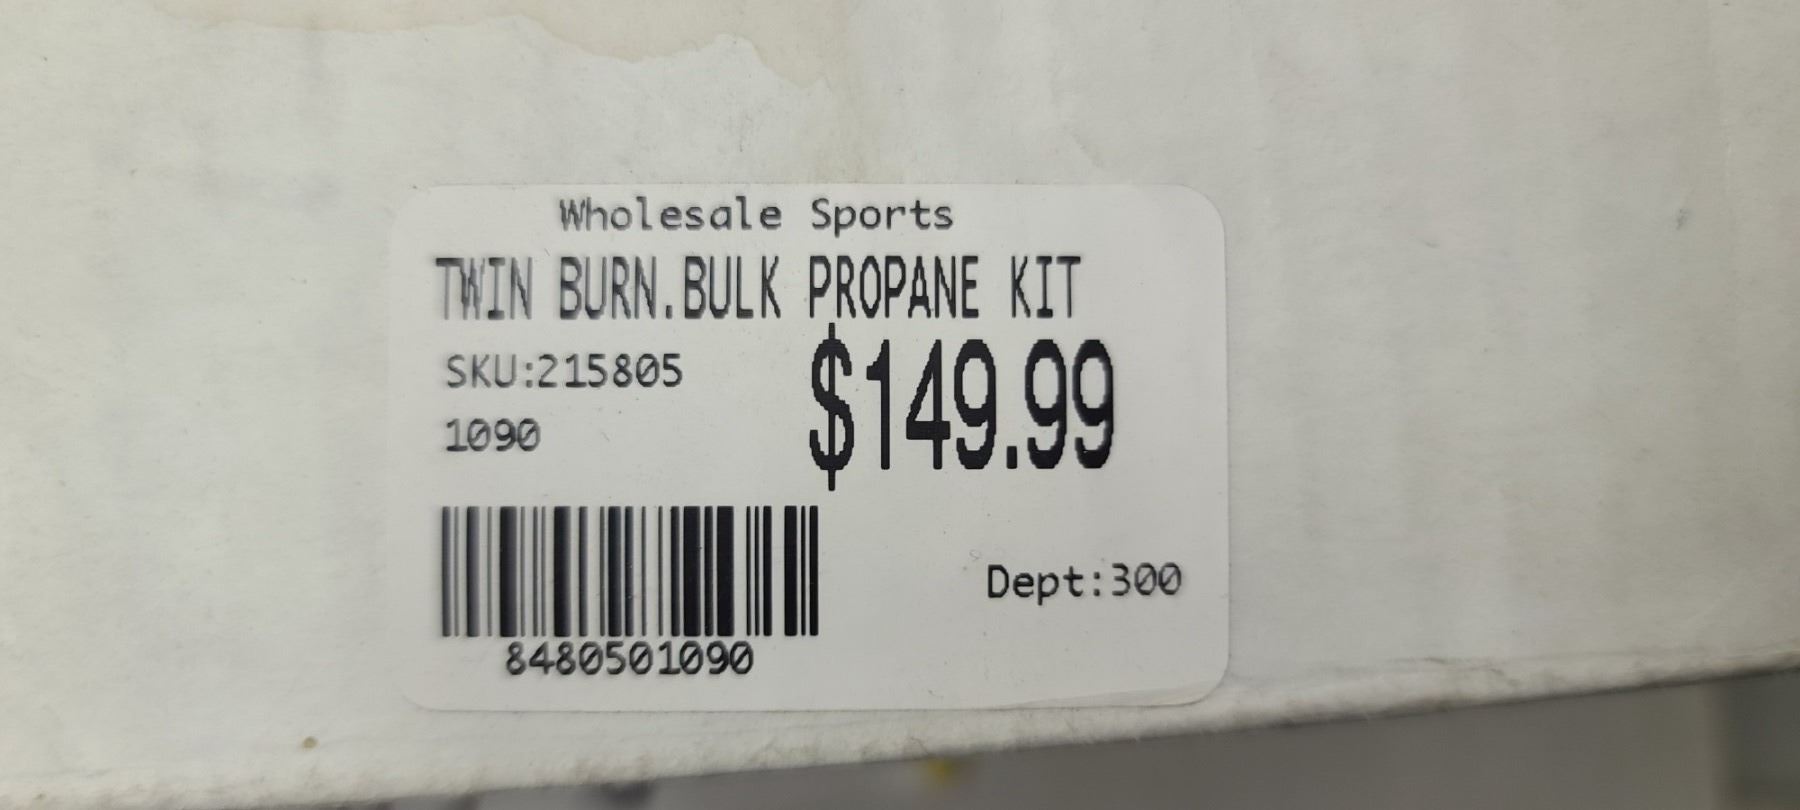 Wholesale Sports
TWIN BURN.BULK PROPANE KIT
SKU:215805
$149.99
1090
Dept:300
8480501090